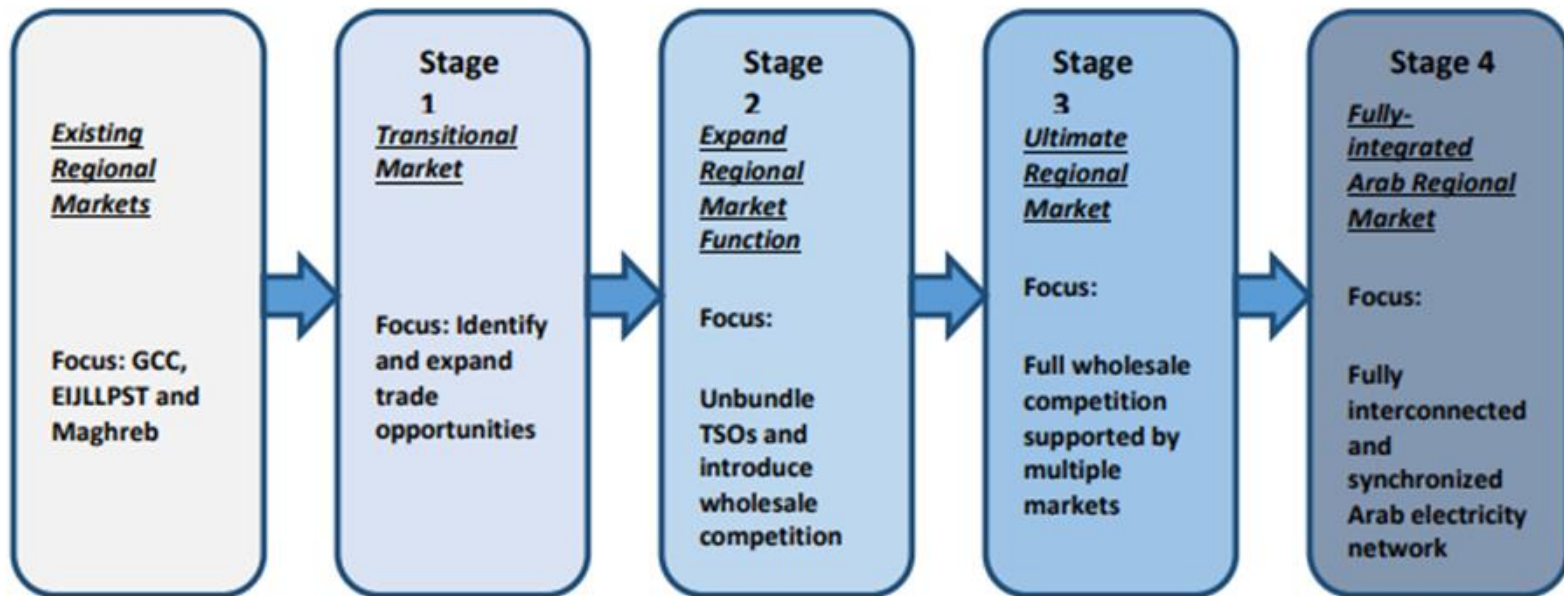 Existing
Regional
Markets
Focus: GCC,
EIJLLPST and
Maghreb
Stage
1
Transitional
Market
Focus: Identify
and expand
trade
opportunities
Stage
2
Expand
Regional
Market
Function
Focus:
Unbundle
TSOs and
introduce
wholesale
competition
Stage
3
Ultimate
Regional
Market
Focus:
Full wholesale
competition
supported by
multiple
markets
Stage 4
Fully-
integrated
Arab Regional
Market
Focus:
Fully
interconnected
and
synchronized
Arab electricity
network